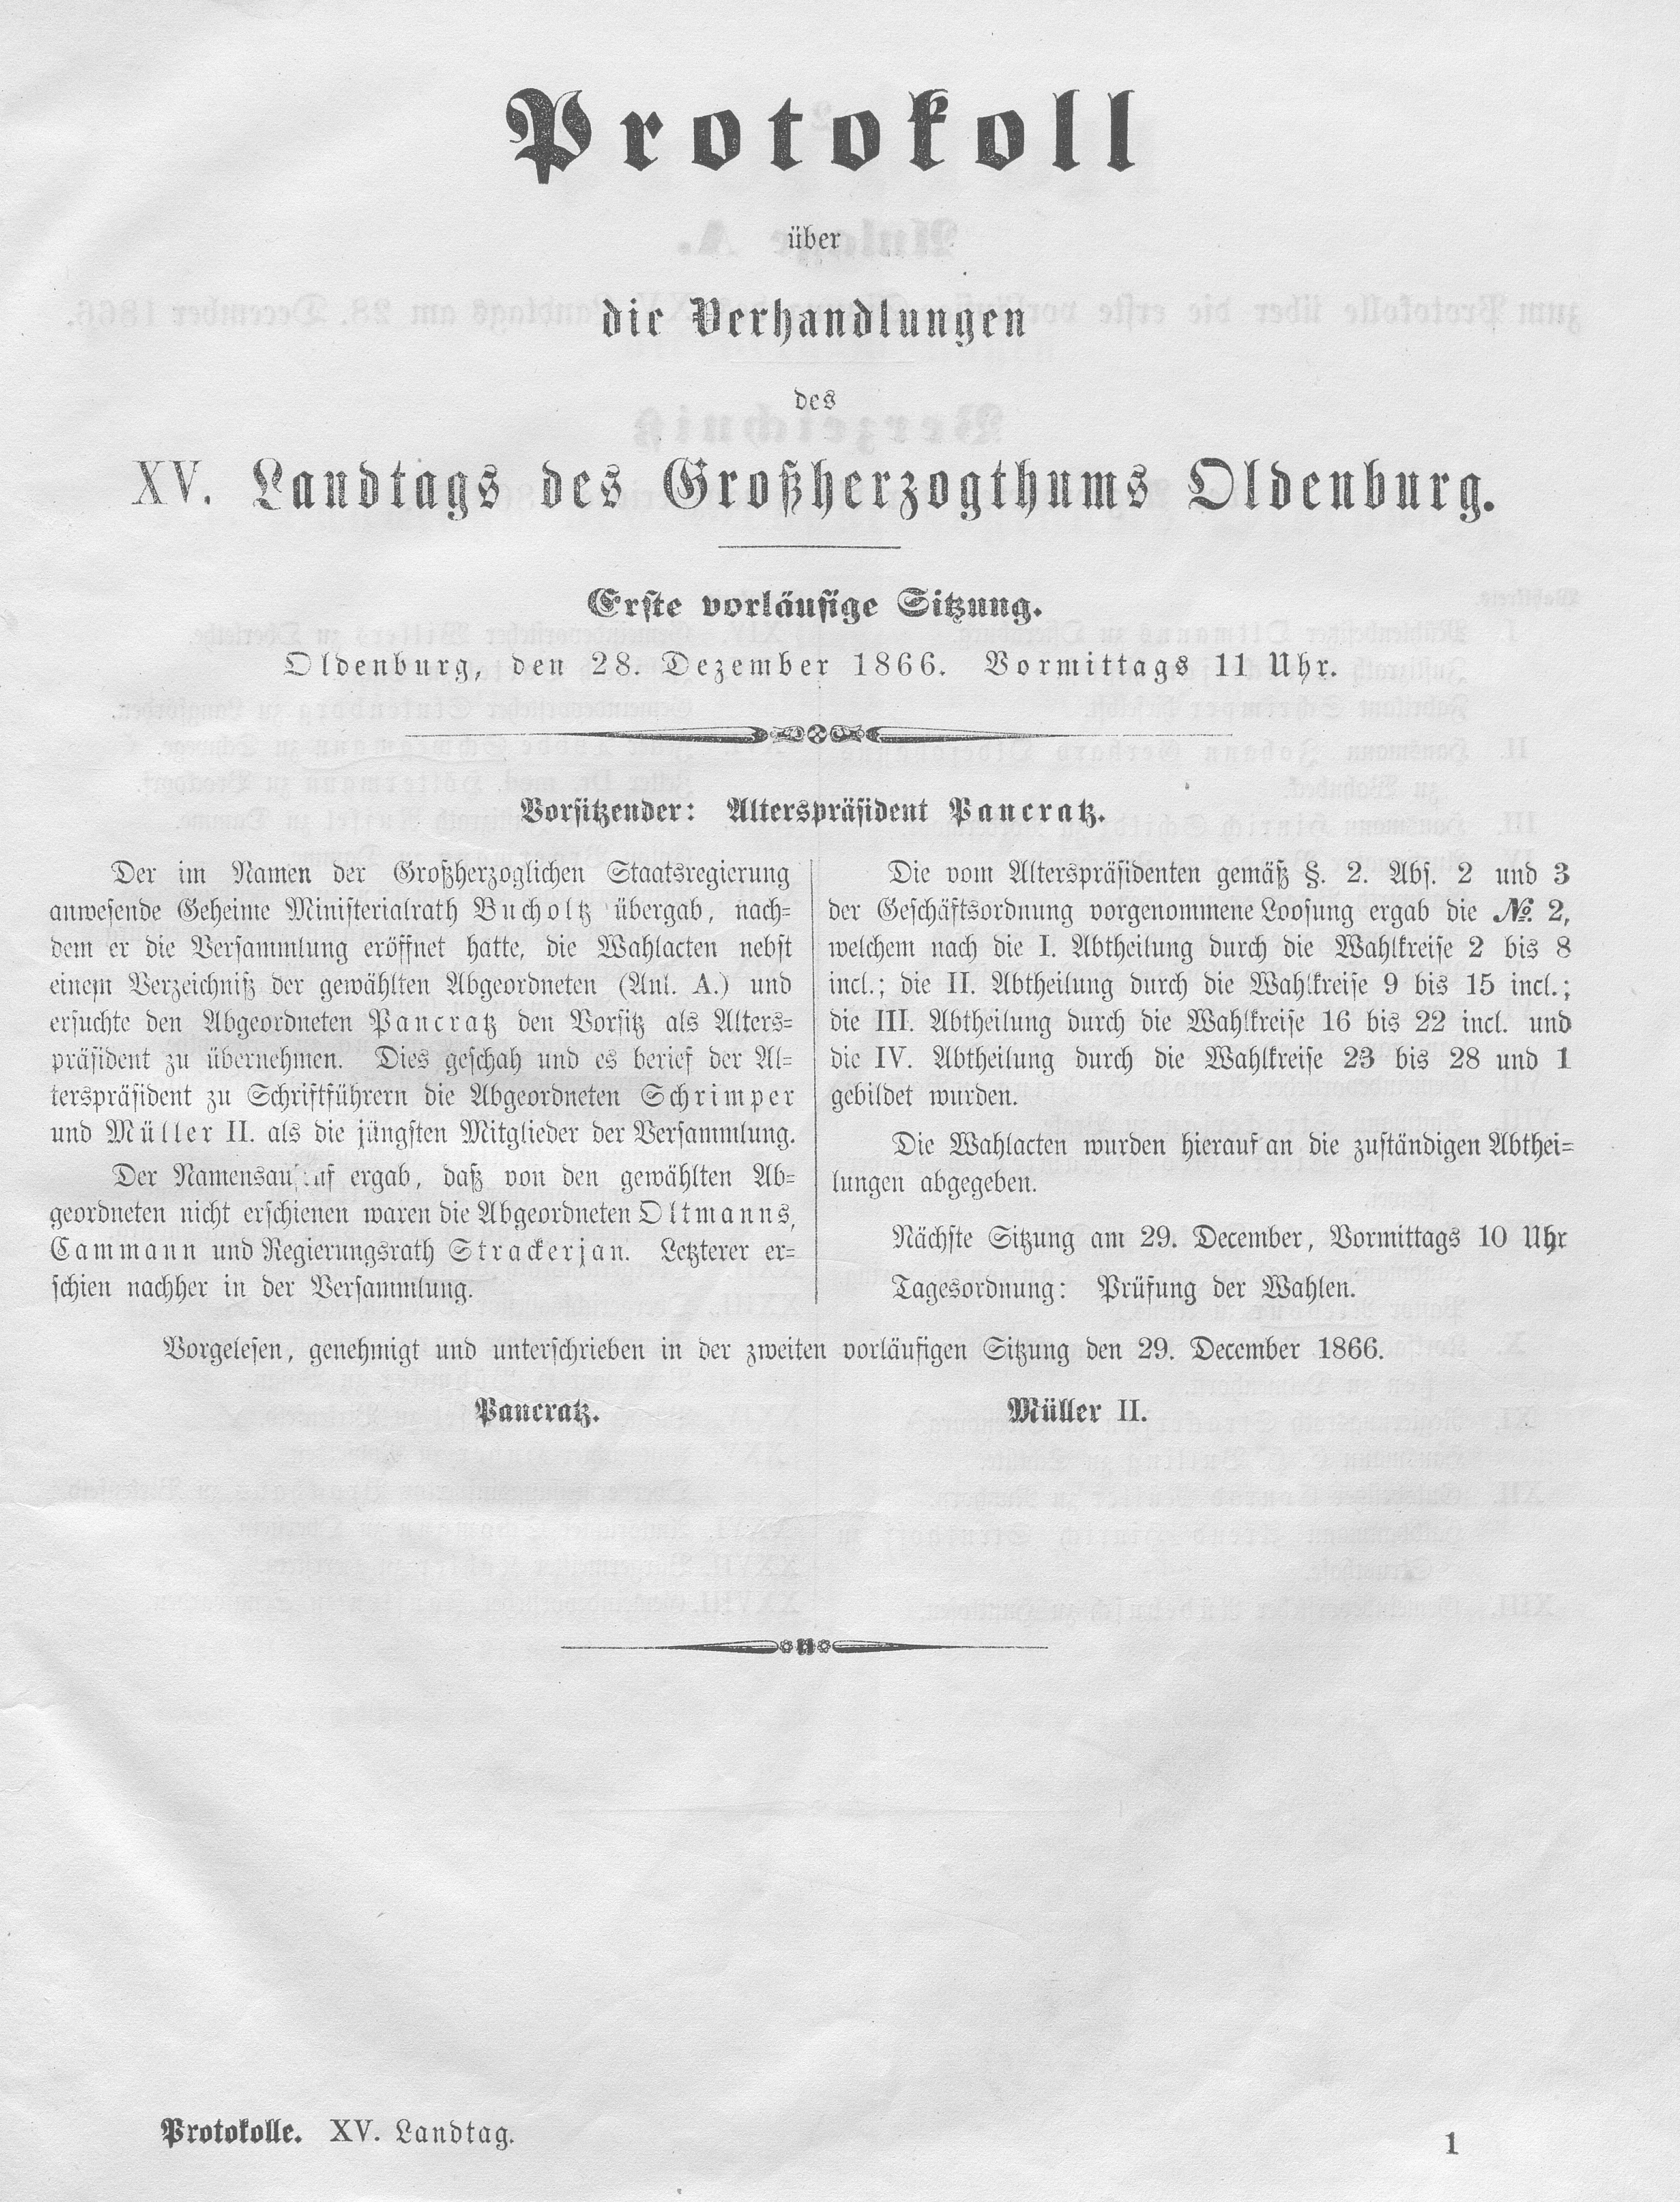 Protokoll
über
die Verhandlungen
des
XV. Landtags des Großherzogthums Oldenburg.
Erste vorläufige Sitzung.
Oldenburg, den 28. Dezember 1866. Vormittags 11 Uhr.
Vorsitzender: Alterspräsident Pancratz.
Der im Namen der Großherzoglichen Staatsregierung
anwesende Geheime Ministerialrath Bucholtz übergab, nach-
dem er die Versammlung eröffnet hatte, die Wahlacten nebst
einem Verzeichniß der gewählten Abgeordneten (Anl. A.) und
ersuchte den Abgeordneten Pancratz den Vorsitz als Alters-
präsident zu übernehmen. Dies geschah und es berief der Al-
terspräsident zu Schriftführern die Abgeordneten Schrimper
und Müller II. als die jüngsten Mitglieder der Versammlung.
Der Namensaufruf ergab, daß von den gewählten Ab-
geordneten nicht erschienen waren die Abgeordneten Oltmanns,
Cammann und Regierungsrath Strackerjan. Letzterer er-
schien nachher in der Versammlung.
Die vom Alterspräsidenten gemäß §. 2. Abs. 2 und 3
der Geschäftsordnung vorgenommene Loosung ergab die №. 2,
welchem nach die I. Abtheilung durch die Wahlkreise 2 bis 8
incl.; die II. Abtheilung durch die Wahlkreise 9 bis 15 incl.;
die III. Abtheilung durch die Wahlkreise 16 bis 22 incl. und
die IV. Abtheilung durch die Wahlkreise 23 bis 28 und 1
gebildet wurden.
Die Wahlacten wurden hierauf an die zuständigen Abthei-
lungen abgegeben.
Nächste Sitzung am 29. December, Vormittags 10 Uhr
Tagesordnung: Prüfung der Wahlen.
Vorgelesen, genehmigt und unterschrieben in der zweiten vorläufigen Sitzung den 29. December 1866.
Pancratz. Müller II.
Protokolle. XV. Landtag. 1